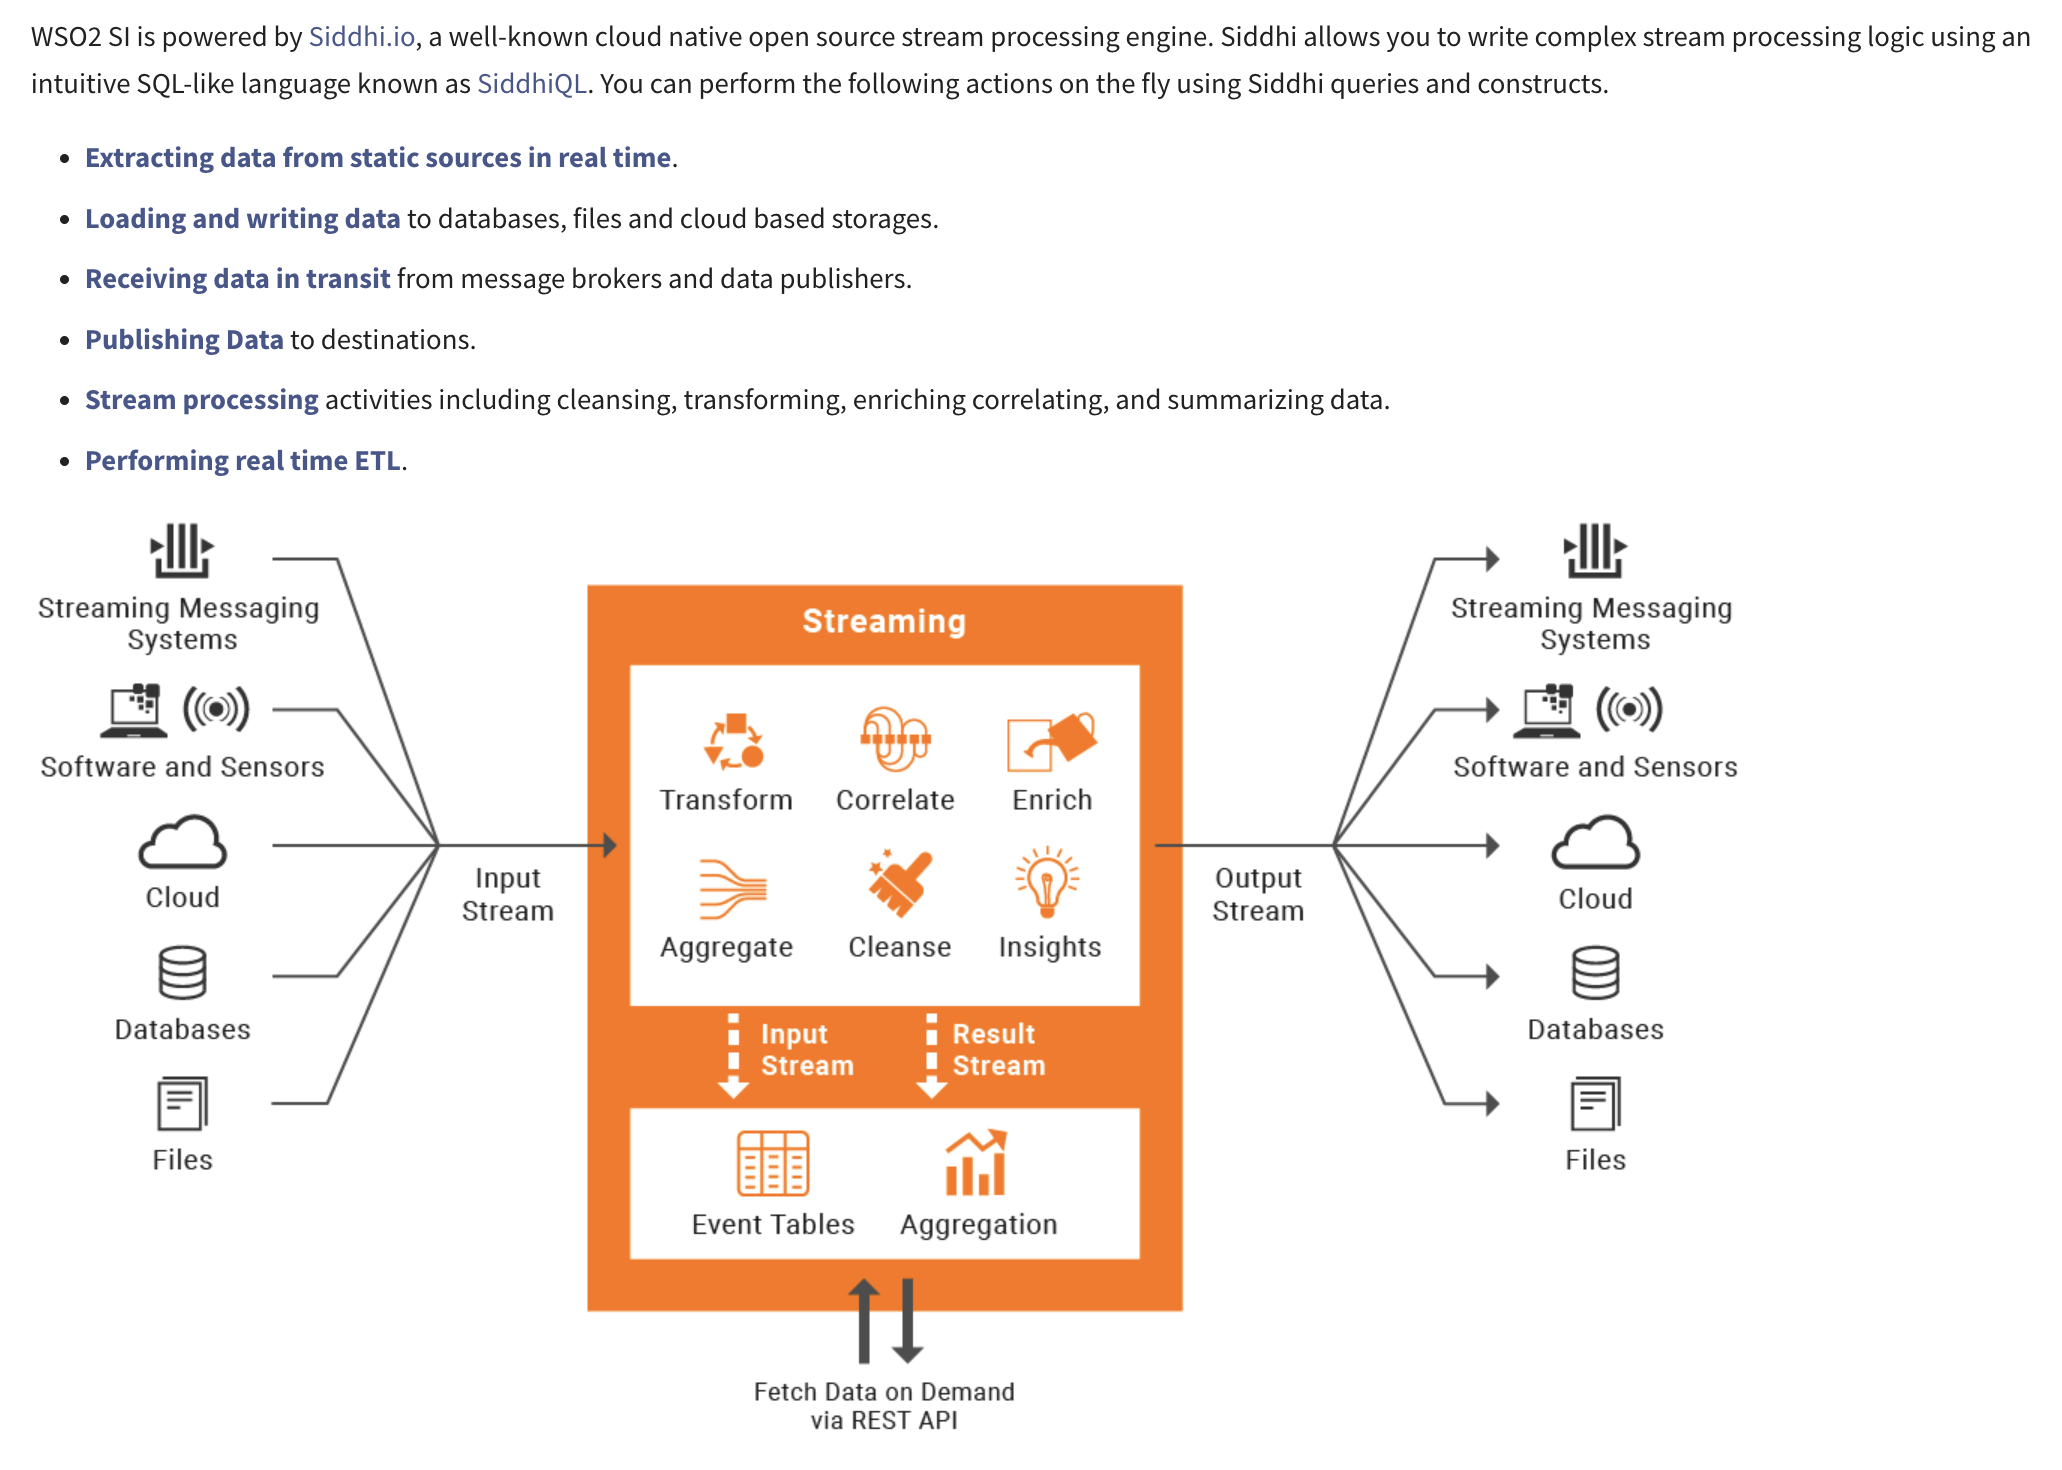 WSO2 SI is powered by Siddhi.io, a well-known cloud native open source stream processing engine. Siddhi allows you to write complex stream processing logic using an
intuitive SQL-like language known as SiddhiQL. You can perform the following actions on the fly using Siddhi queries and constructs.
• Extracting data from static sources in real time.
• Loading and writing data to databases, files and cloud based storages.
• Receiving data in transit from message brokers and data publishers.
• Publishing Data to destinations.
• Stream processing activities including cleansing, transforming, enriching correlating, and summarizing data.
• Performing real time ETL.
Streaming Messaging
Systems
Software and Sensors
Cloud
Databases
Files
Input
Stream
Streaming
Transform
Correlate
Enrich
Aggregate
Cleanse
Insights
Input
Stream
Result
Stream
Event Tables
Aggregation
Fetch Data on Demand
via REST API
Output
Stream
Streaming Messaging
Systems
Software and Sensors
Cloud
Databases
Files